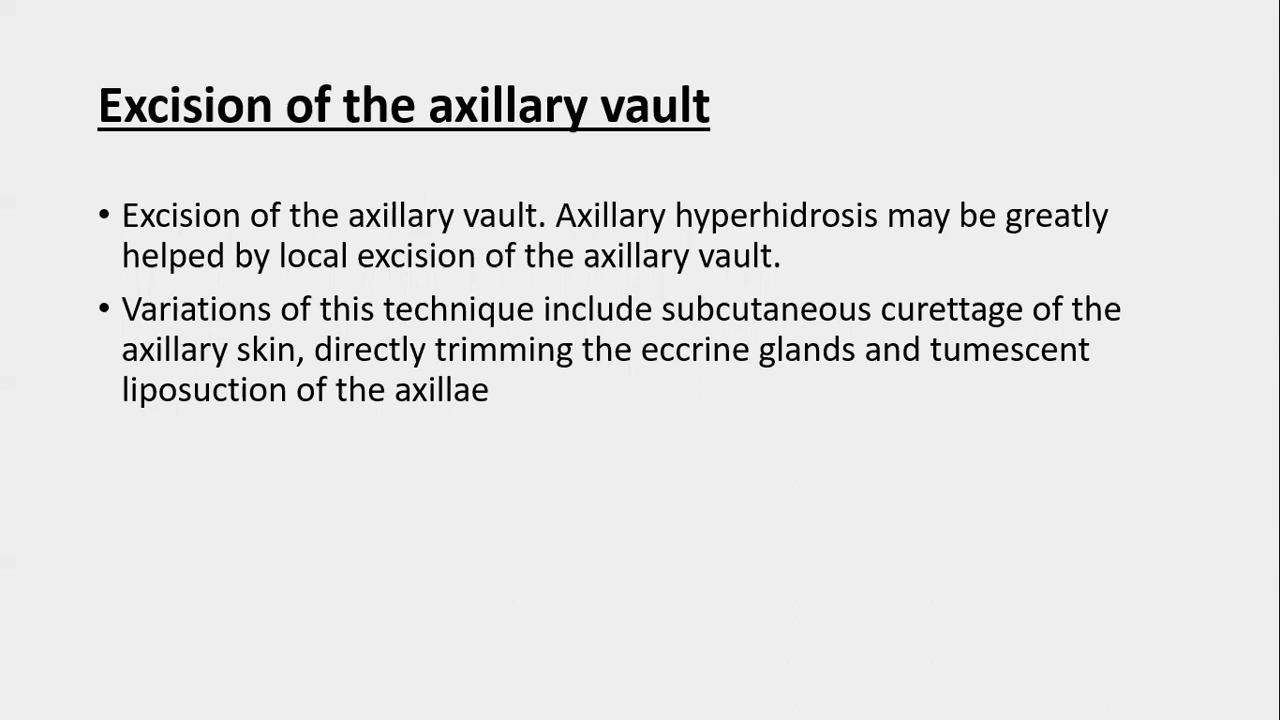 Excision of the axillary vault
• Excision of the axillary vault. Axillary hyperhidrosis may be greatly
helped by local excision of the axillary vault.
• Variations of this technique include subcutaneous curettage of the
axillary skin, directly trimming the eccrine glands and tumescent
liposuction of the axillae